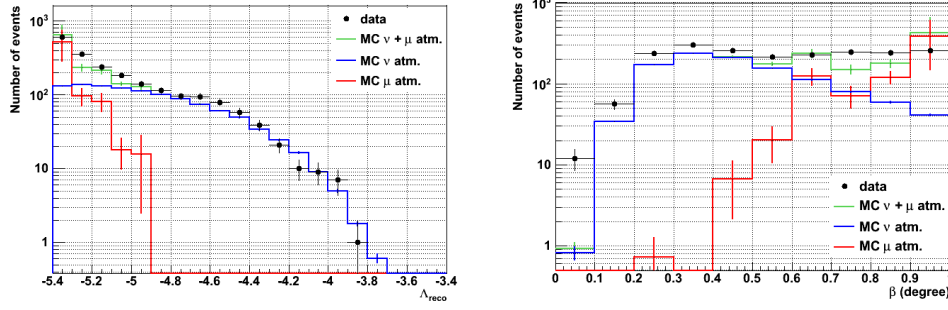 Number of events
10³
10²
10
1
data
MC ν + μ atm.
MC ν atm.
MC μ atm.
-5.4 -5.2 -5 -4.8 -4.6 -4.4 -4.2 -4 -3.8 -3.6 -3.4
Λreco
Number of events
10³
10²
10
1
data
MC ν + μ atm.
MC ν atm.
MC μ atm.
0 0.1 0.2 0.3 0.4 0.5 0.6 0.7 0.8 0.9
β (degree)